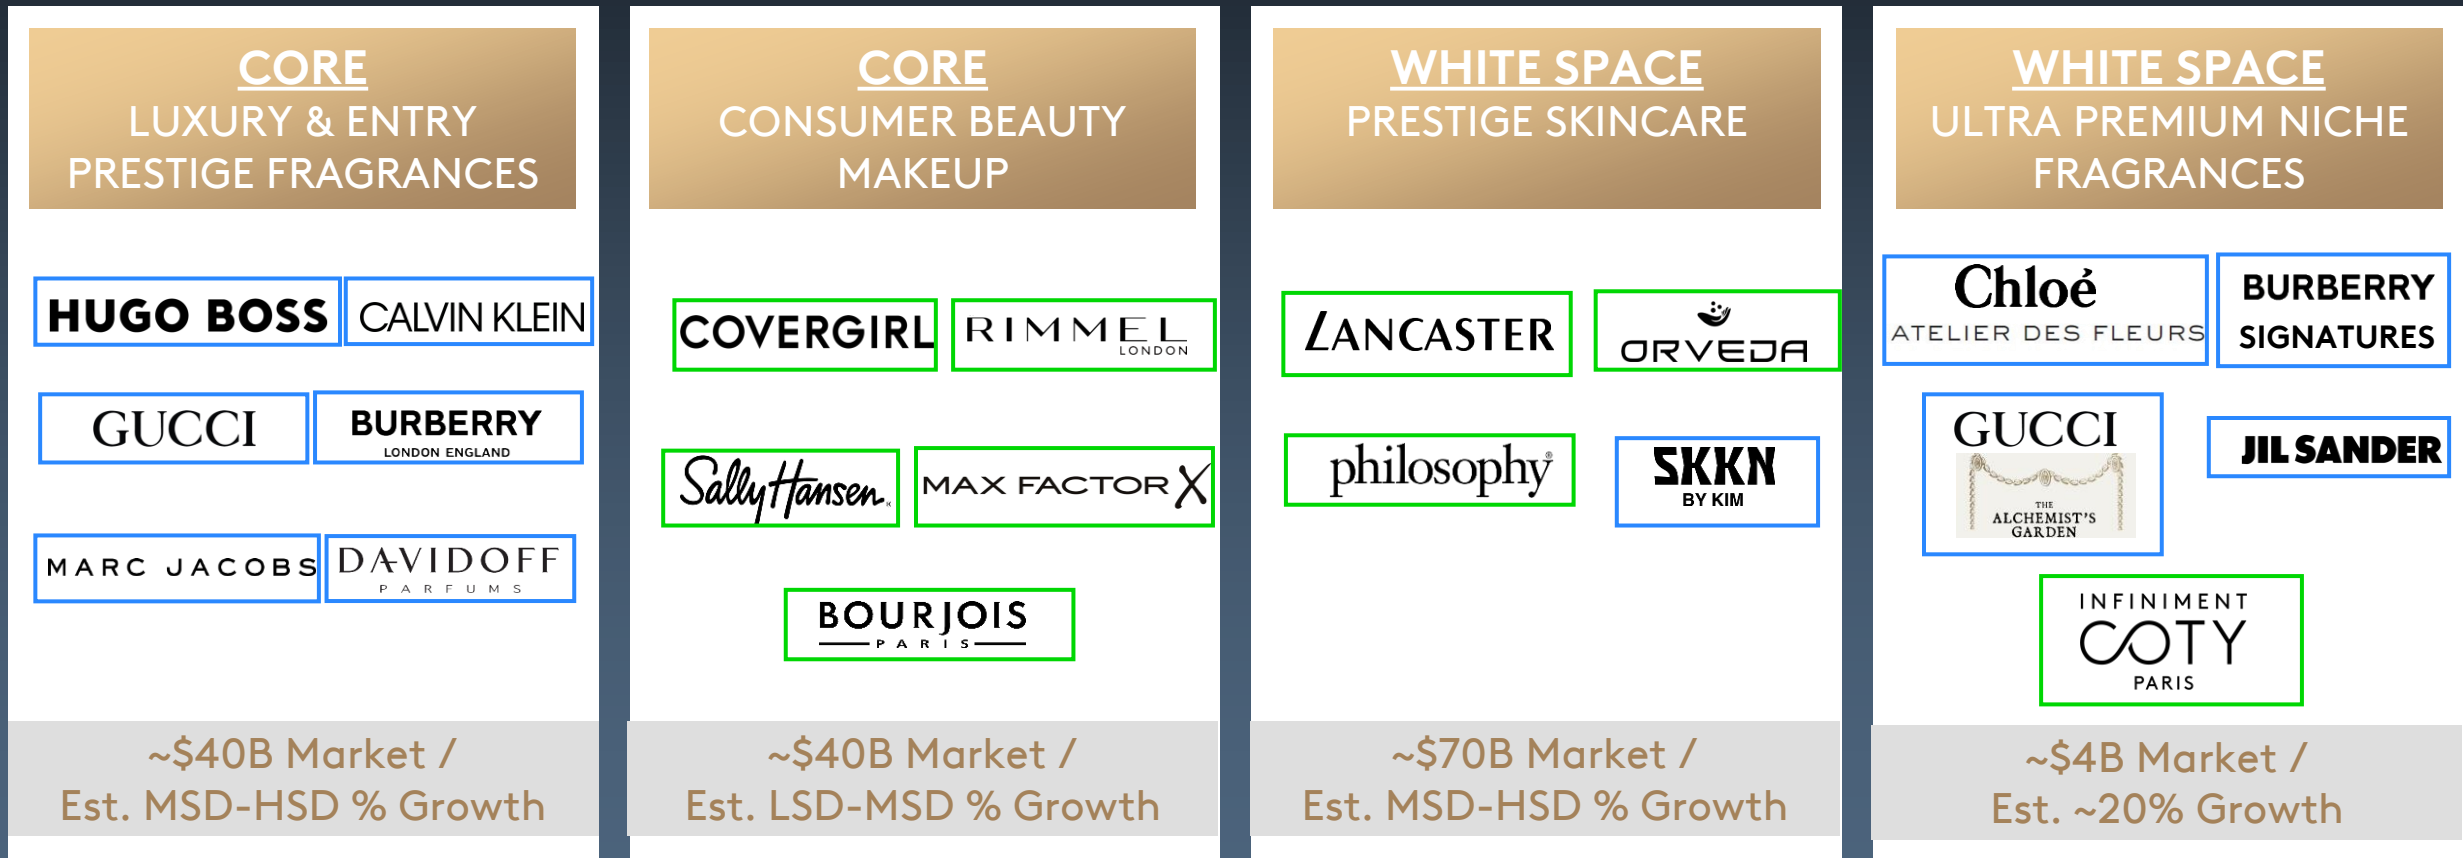 CORE
LUXURY & ENTRY
PRESTIGE FRAGRANCES
HUGO BOSS
CALVIN KLEIN
GUCCI
BURBERRY
LONDON ENGLAND
MARC JACOBS
DAVIDOFF
PARFUMS
~$40B Market /
Est. MSD-HSD % Growth
CORE
CONSUMER BEAUTY
MAKEUP
COVERGIRL
RIMMEL
LONDON
Sally Hansen
MAX FACTOR X
BOURJOIS
PARIS
~$40B Market /
Est. LSD-MSD % Growth
WHITE SPACE
PRESTIGE SKINCARE
LANCASTER
ORVEDA
philosophy®
SKKN
BY KIM
~$70B Market /
Est. MSD-HSD % Growth
WHITE SPACE
ULTRA PREMIUM NICHE
FRAGRANCES
Chloé
ATELIER DES FLEURS
BURBERRY
SIGNATURES
GUCCI
THE
ALCHEMIST'S
GARDEN
JIL SANDER
INFINIMENT
COTY
PARIS
~$4B Market /
Est. ~20% Growth